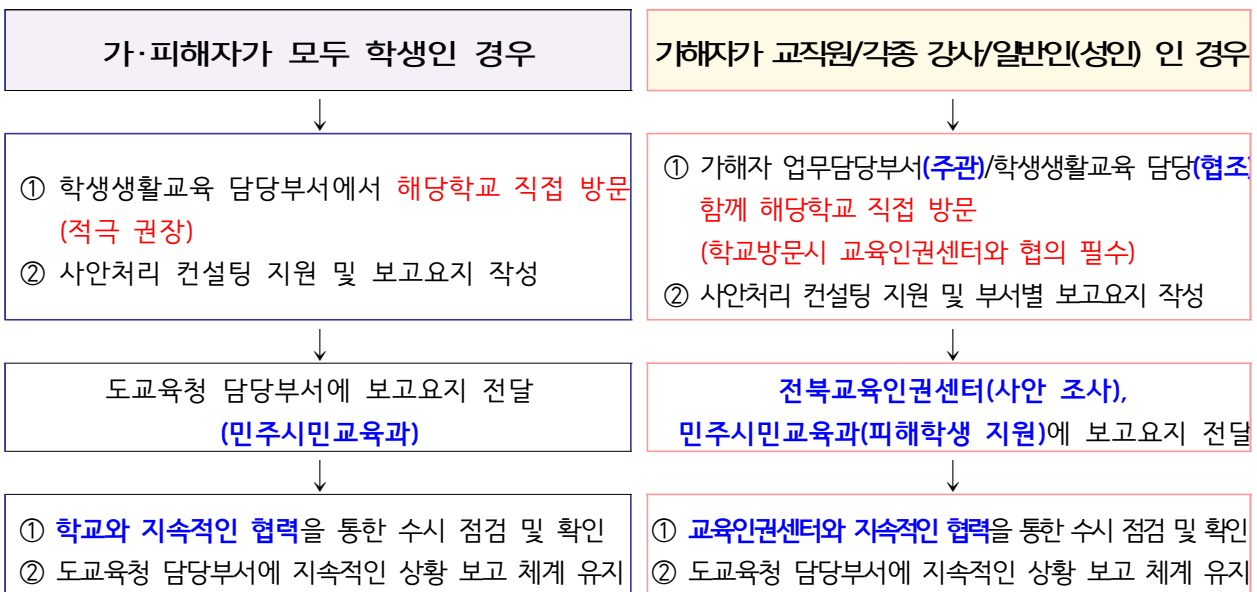 가·피해자가 모두 학생인 경우
↓
① 학생생활교육 담당부서에서 해당학교 직접 방문
(적극 권장)
② 사안처리 컨설팅 지원 및 보고요지 작성
↓
도교육청 담당부서에 보고요지 전달
(민주시민교육과)
↓
① 학교와 지속적인 협력을 통한 수시 점검 및 확인
② 도교육청 담당부서에 지속적인 상황 보고 체계 유지
가해자가 교직원/각종 강사/일반인(성인) 인 경우
↓
① 가해자 업무담당부서(주관)/학생생활교육 담당(협조)
함께 해당학교 직접 방문
(학교방문시 교육인권센터와 협의 필수)
② 사안처리 컨설팅 지원 및 부서별 보고요지 작성
↓
전북교육인권센터(사안 조사),
민주시민교육과(피해학생 지원)에 보고요지 전달
↓
① 교육인권센터와 지속적인 협력을 통한 수시 점검 및 확인
② 도교육청 담당부서에 지속적인 상황 보고 체계 유지